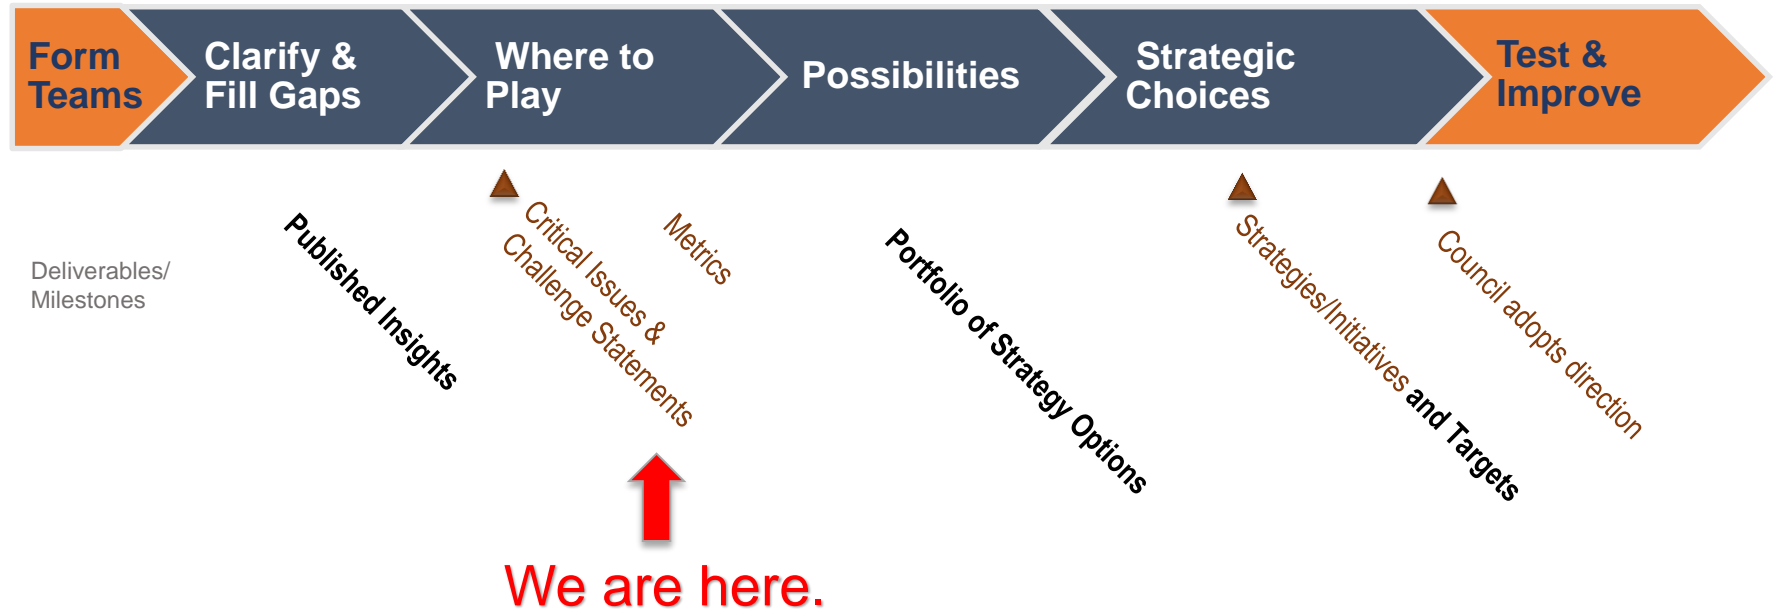 Form
Teams
Clarify &
Fill Gaps
Where to
Play
Possibilities
Strategic
Choices
Test &
Improve
Deliverables/
Milestones
Published Insights
Critical Issues &
Challenge Statements
Metrics
Portfolio of Strategy Options
Strategies/Initiatives and Targets
Council adopts direction
We are here.